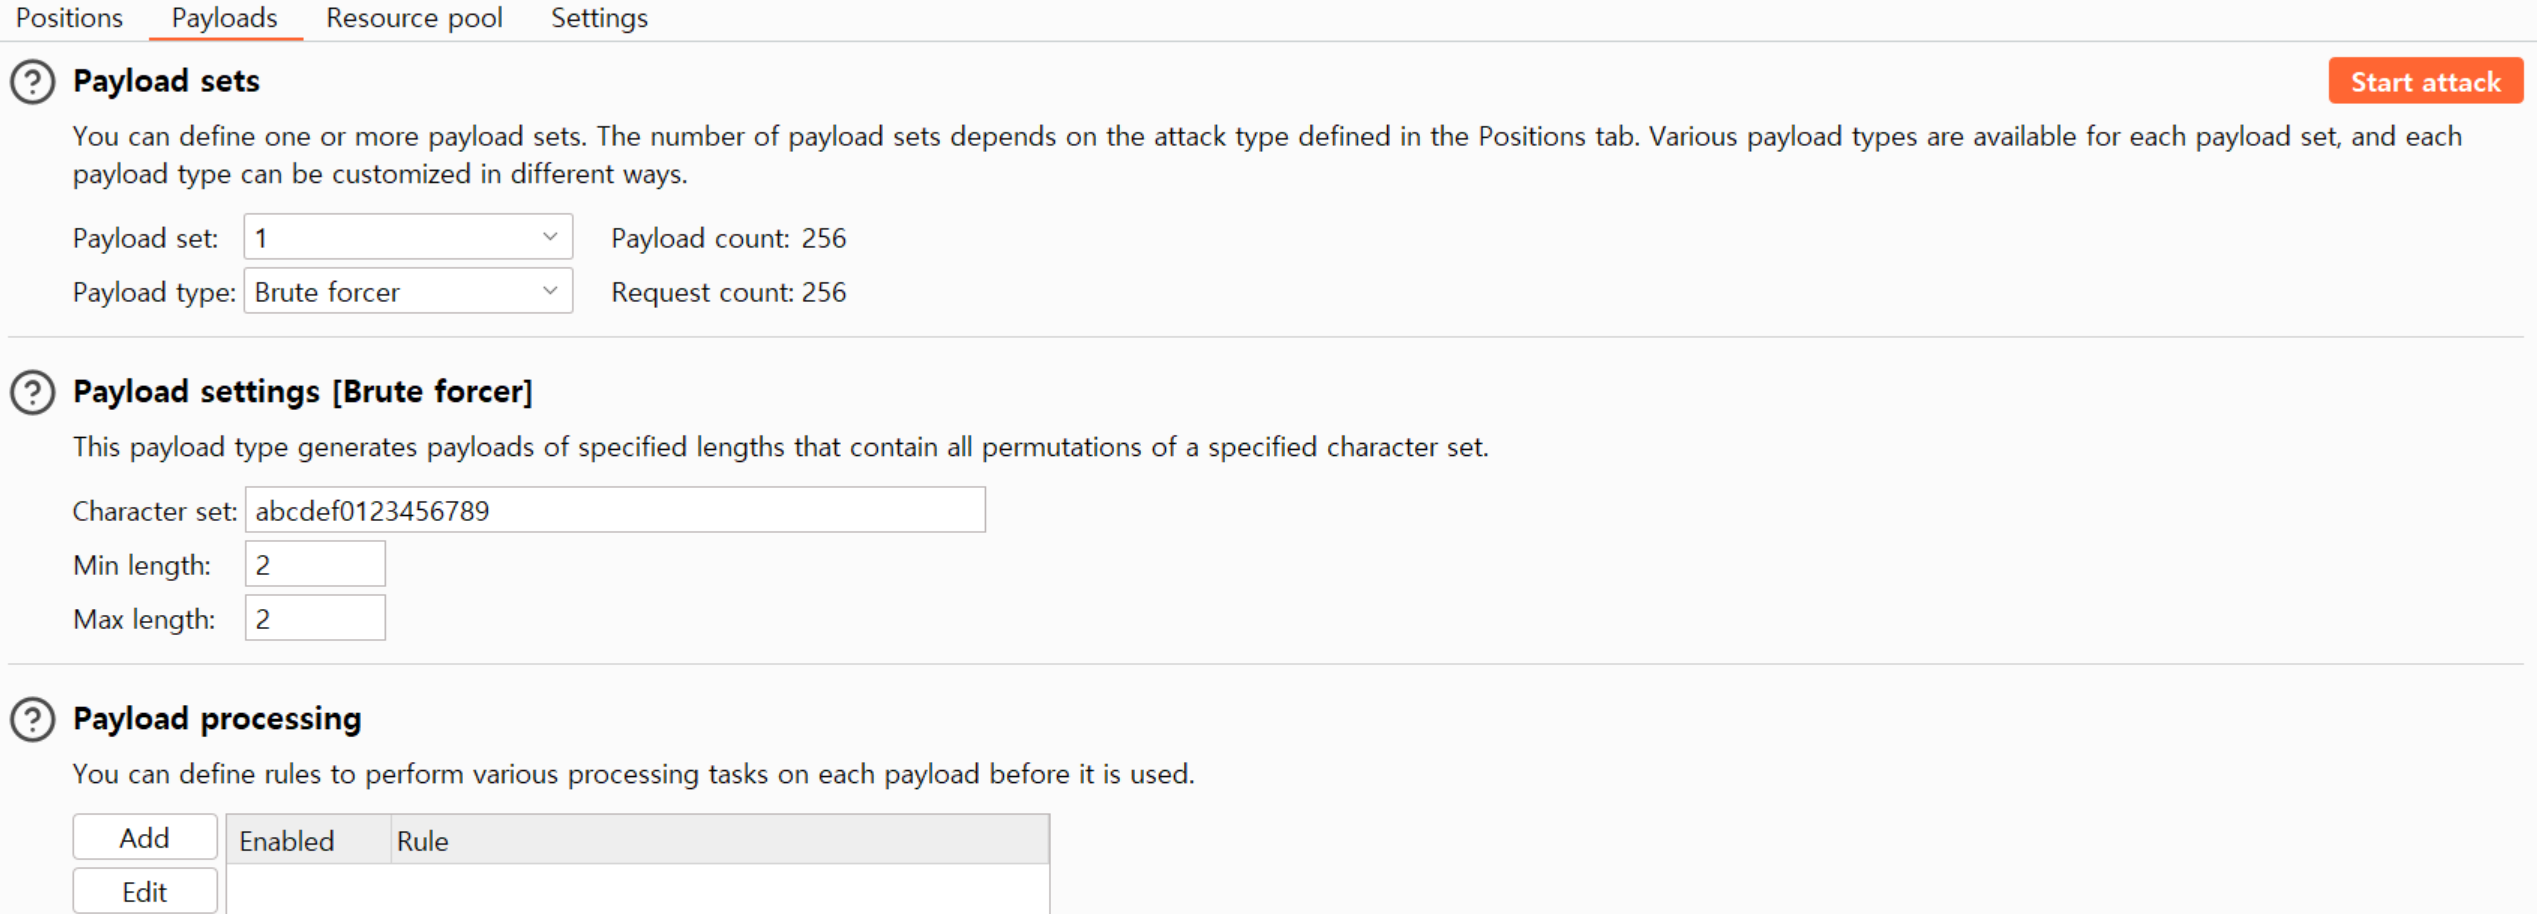 Positions Payloads Resource pool Settings
Payload sets
Start attack
You can define one or more payload sets. The number of payload sets depends on the attack type defined in the Positions tab. Various payload types are available for each payload set, and each
payload type can be customized in different ways.
Payload set: 1 Payload count: 256
Payload type: Brute forcer Request count: 256
Payload settings [Brute forcer]
This payload type generates payloads of specified lengths that contain all permutations of a specified character set.
Character set: abcdef0123456789
Min length: 2
Max length: 2
Payload processing
You can define rules to perform various processing tasks on each payload before it is used.
Add Enabled Rule
Edit